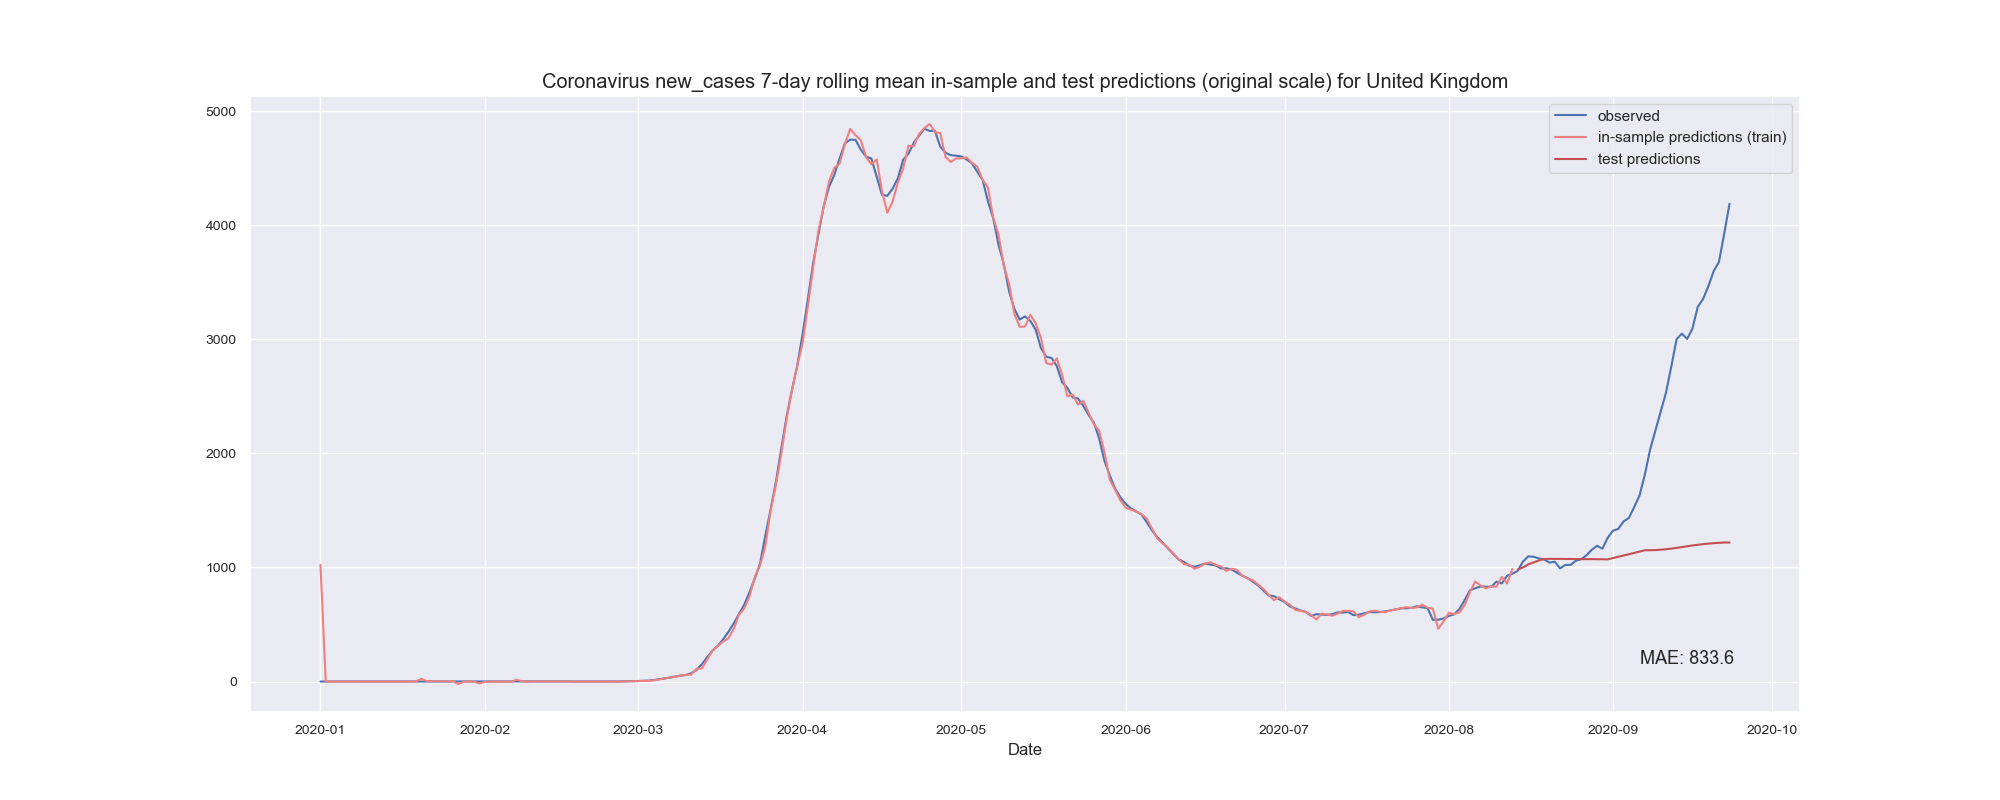 Coronavirus new_cases 7-day rolling mean in-sample and test predictions (original scale) for United Kingdom
5000
4000
3000
2000
1000
0
observed
in-sample predictions (train)
test predictions
MAE: 833.6
2020-01 2020-02 2020-03 2020-04 2020-05 2020-06 2020-07 2020-08 2020-09 2020-10
Date